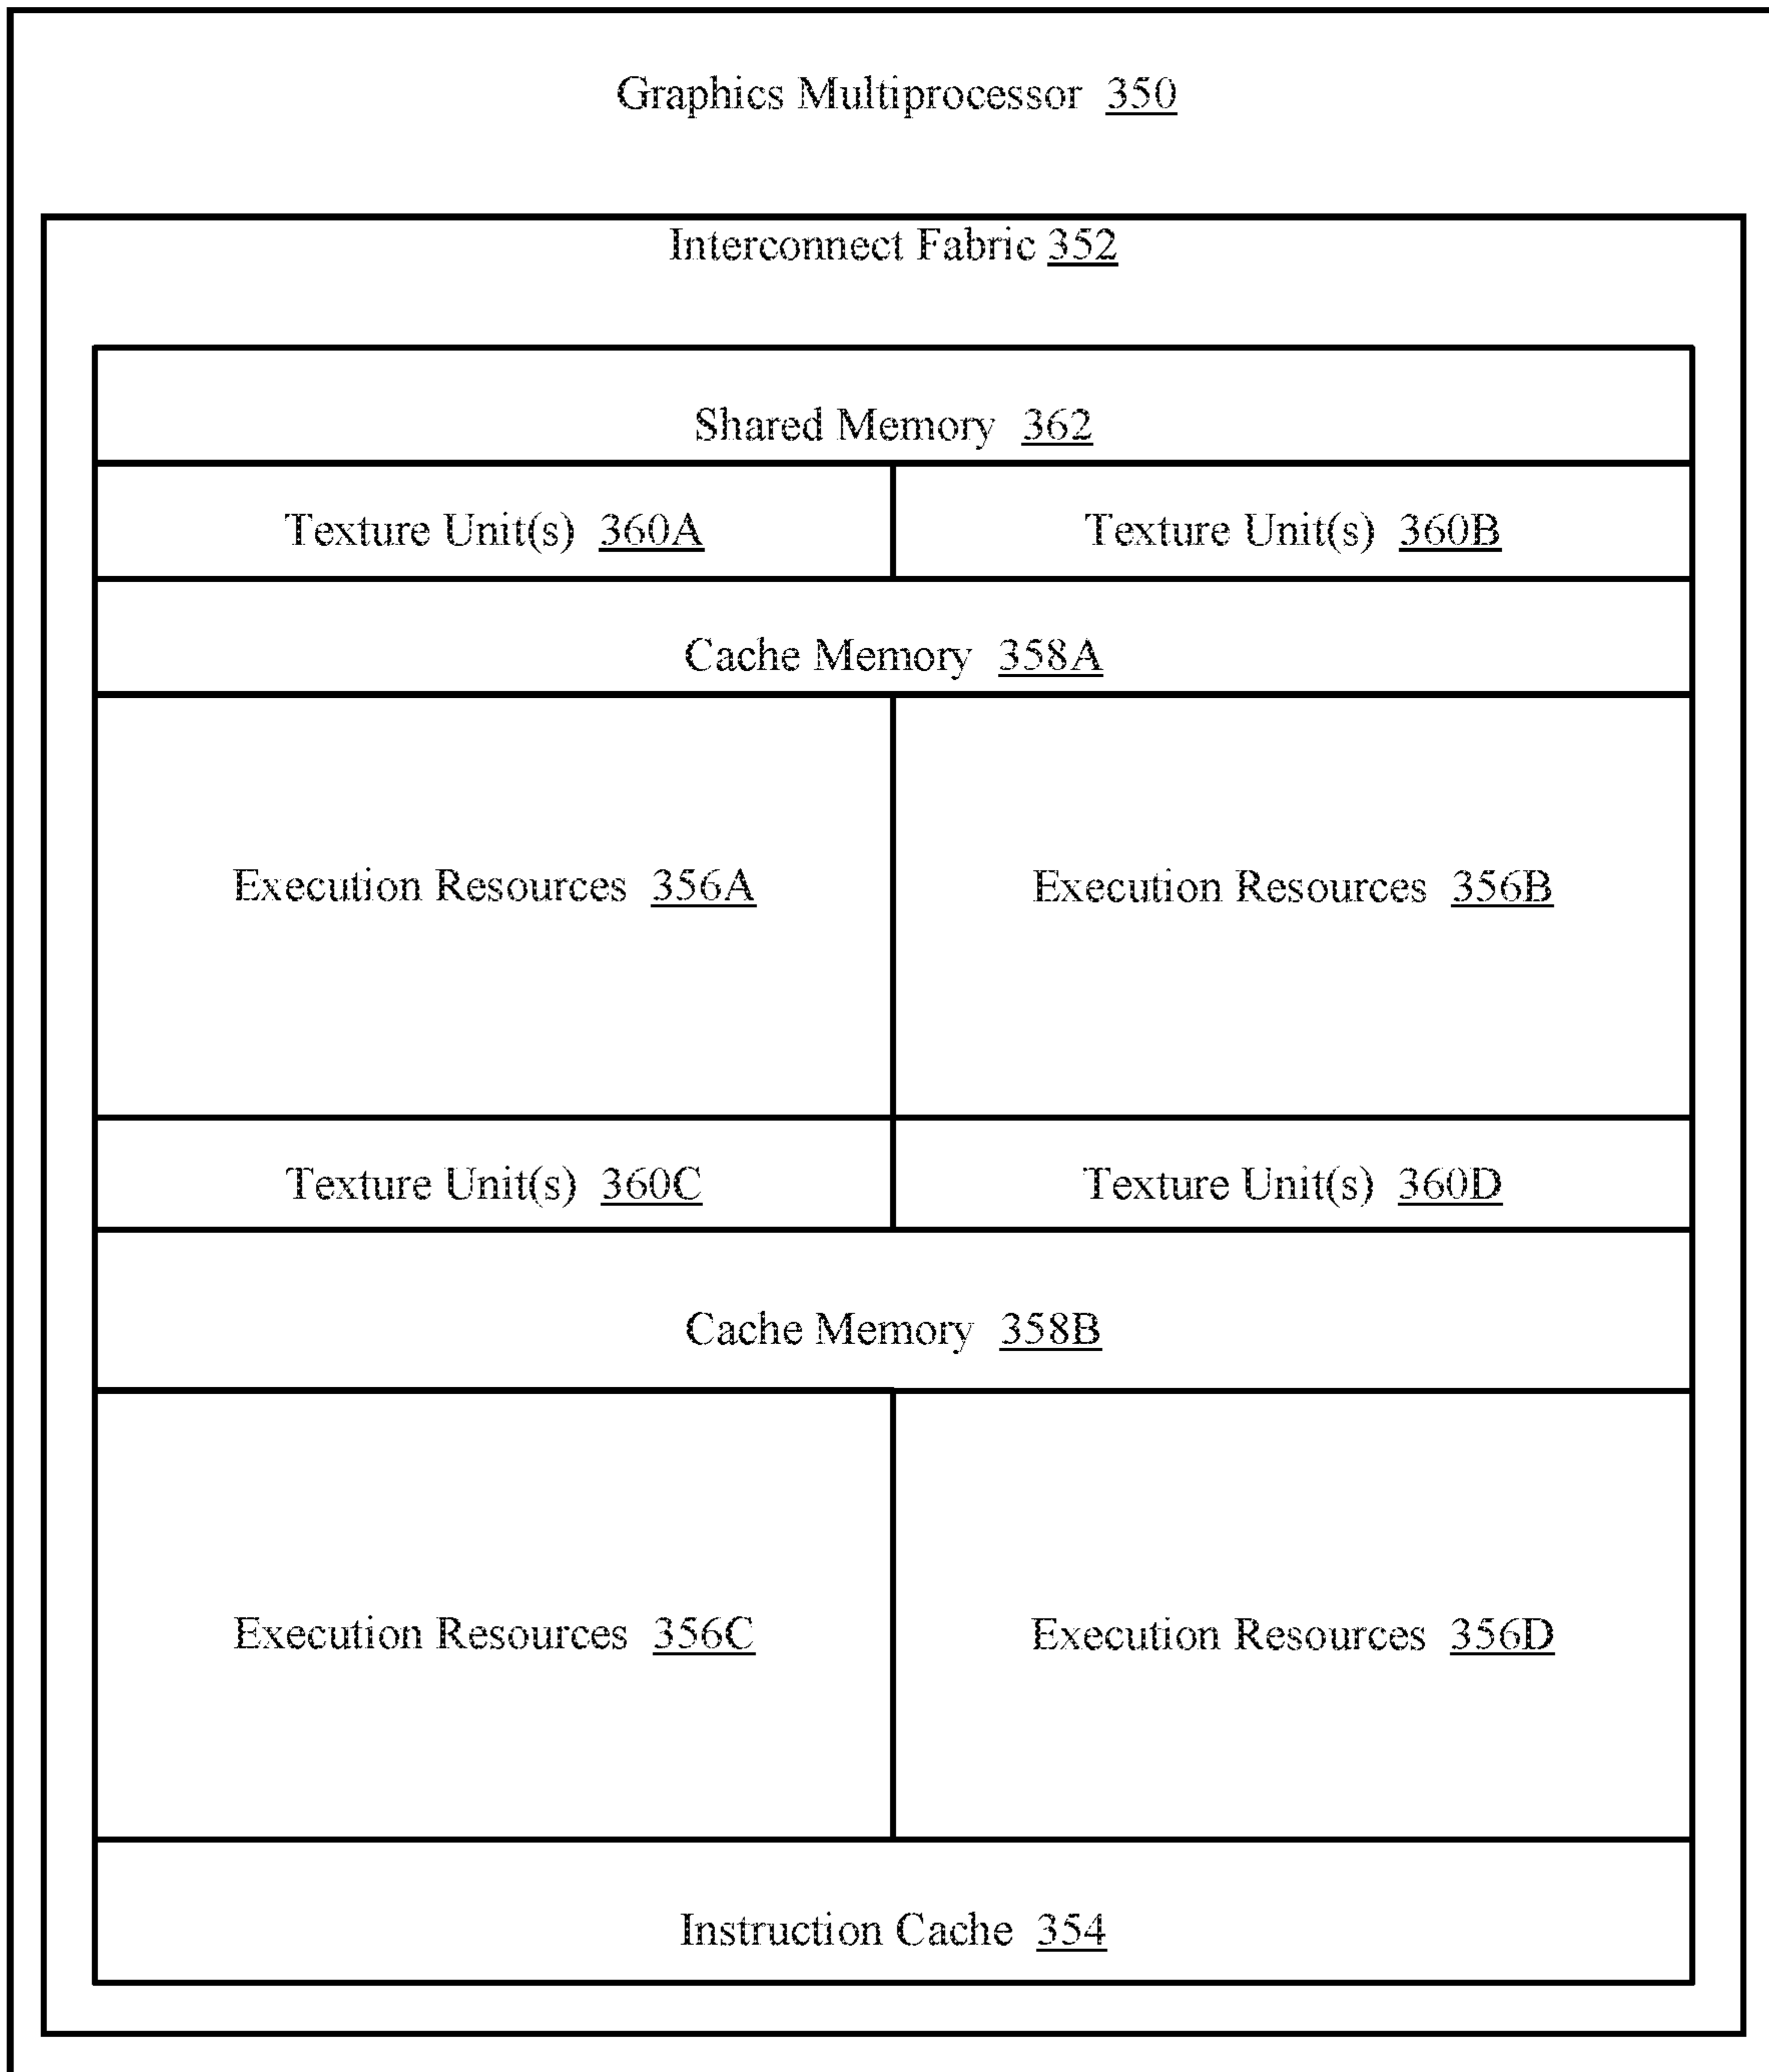 Graphics Multiprocessor 350
Interconnect Fabric 352
Shared Memory 362
Texture Unit(s) 360A
Texture Unit(s) 360B
Cache Memory 358A
Execution Resources 356A
Execution Resources 356B
Texture Unit(s) 360C
Texture Unit(s) 360D
Cache Memory 358B
Execution Resources 356C
Execution Resources 356D
Instruction Cache 354